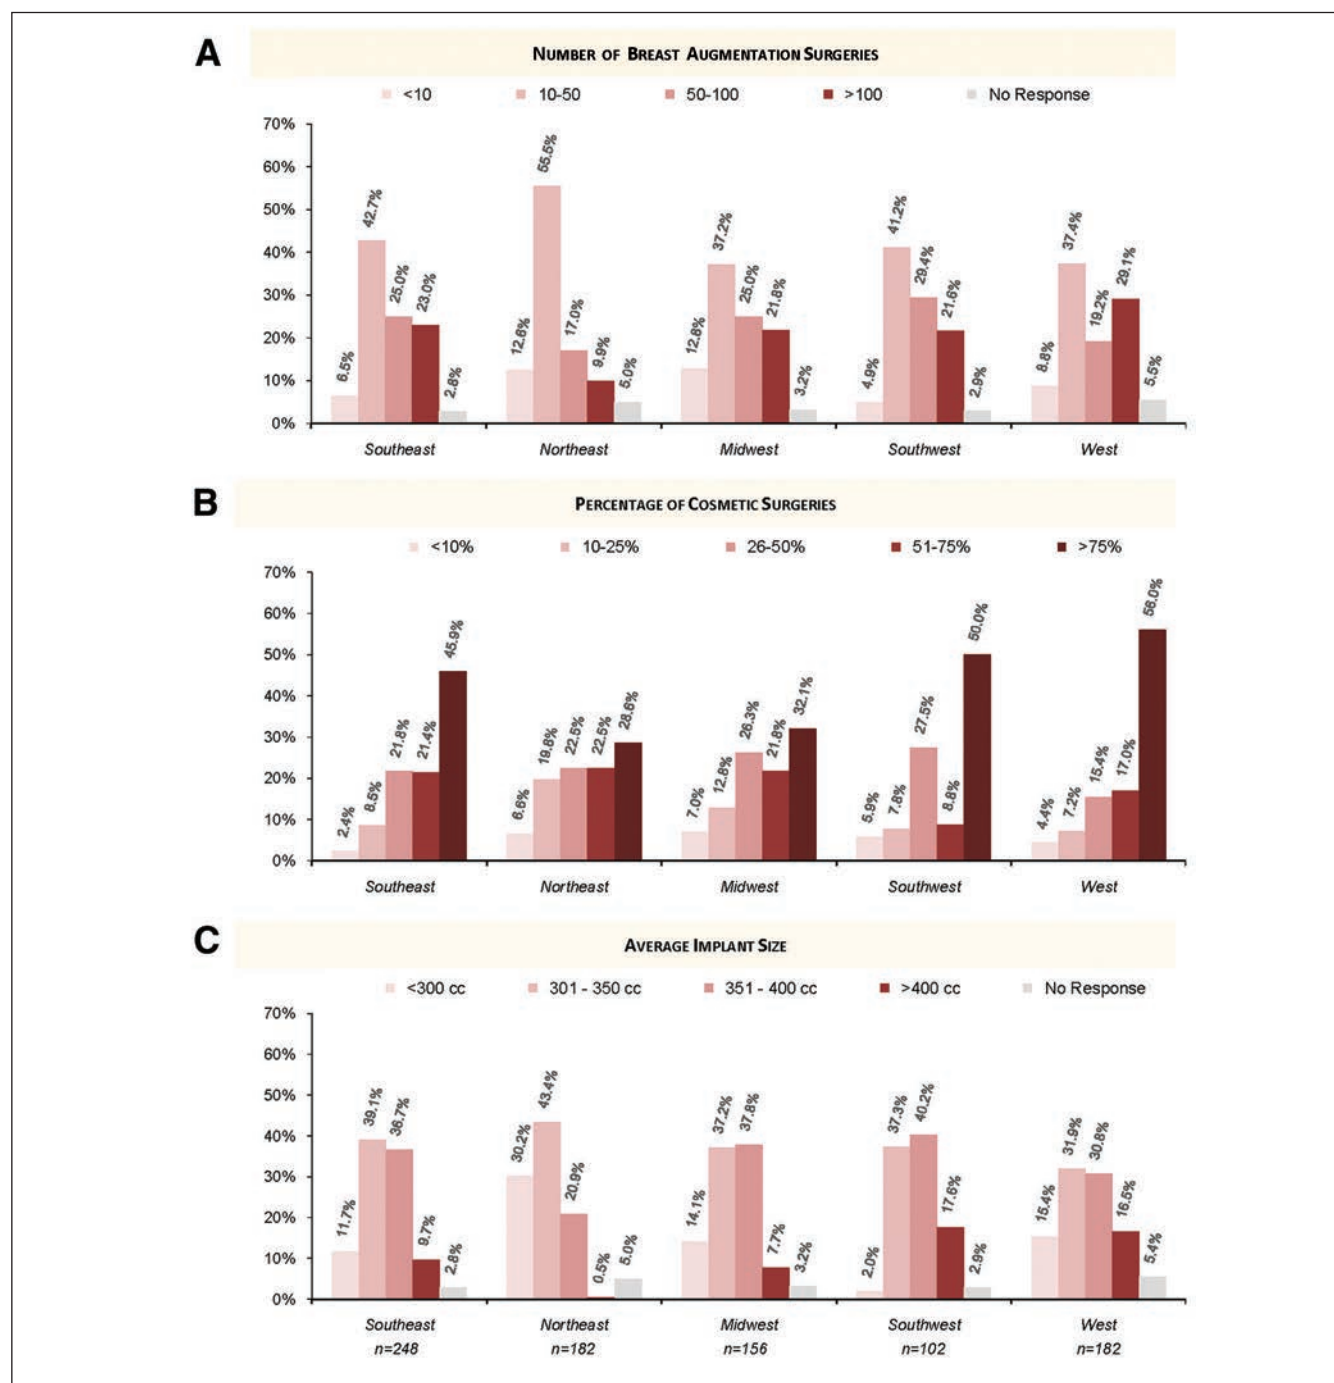 A
NUMBER OF BREAST AUGMENTATION SURGERIES
<10 10-50 50-100 >100 No Response
70%
60%
50%
40%
30%
20%
10%
0%
6.5% 42.7% 25.0% 23.0% 2.8%
12.6% 55.5% 17.0% 9.9% 5.0%
12.8% 37.2% 25.0% 21.8% 3.2%
4.9% 41.2% 29.4% 21.6% 2.9%
8.8% 37.4% 19.2% 29.1% 5.5%
Southeast Northeast Midwest Southwest West
B
PERCENTAGE OF COSMETIC SURGERIES
<10% 10-25% 26-50% 51-75% >75%
70%
60%
50%
40%
30%
20%
10%
0%
2.4% 8.5% 21.8% 21.4% 45.9%
6.6% 19.8% 22.5% 22.5% 28.6%
7.0% 12.8% 26.3% 21.8% 32.1%
5.9% 7.8% 27.5% 8.8% 50.0%
4.4% 7.2% 15.4% 17.0% 56.0%
Southeast Northeast Midwest Southwest West
C
AVERAGE IMPLANT SIZE
<300 cc 301 - 350 cc 351 - 400 cc >400 cc No Response
70%
60%
50%
40%
30%
20%
10%
0%
11.7% 39.1% 36.7% 9.7% 2.8%
30.2% 43.4% 20.9% 0.5% 5.0%
14.1% 37.2% 37.8% 7.7% 3.2%
2.0% 37.3% 40.2% 17.6% 2.9%
15.4% 31.9% 30.8% 16.5% 5.4%
Southeast Northeast Midwest Southwest West
n=248 n=182 n=156 n=102 n=182